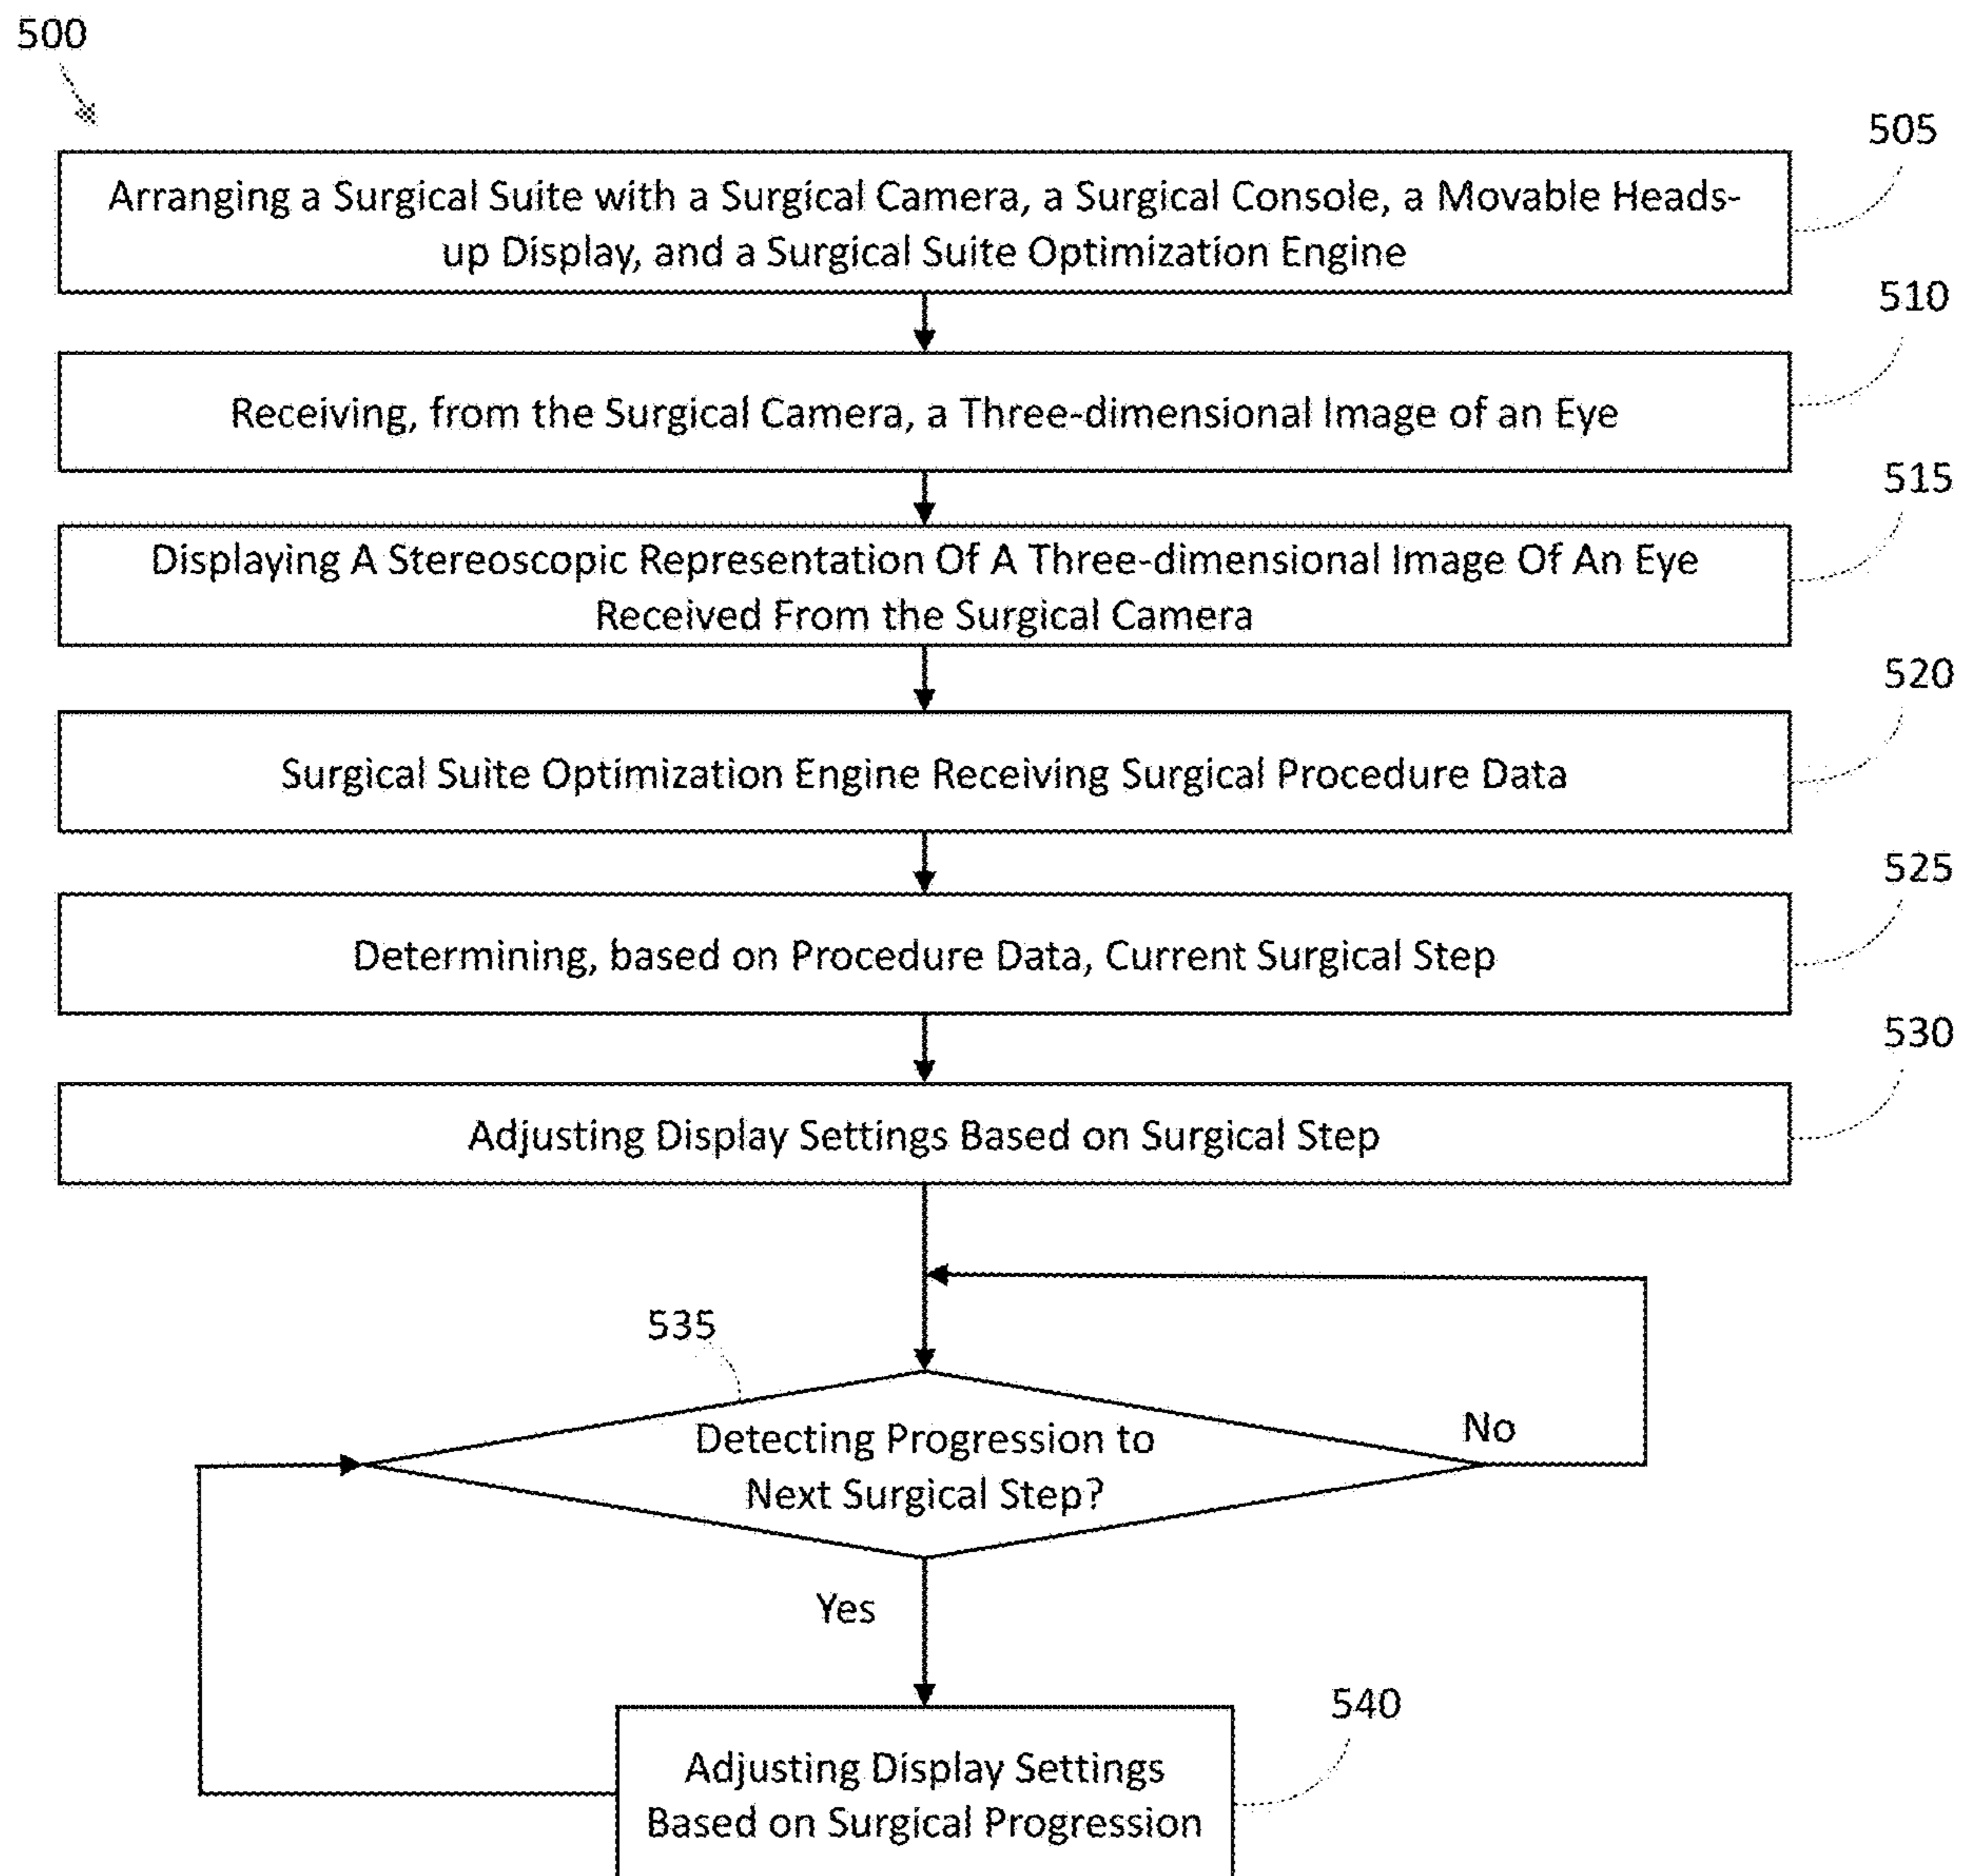 500
505
Arranging a Surgical Suite with a Surgical Camera, a Surgical Console, a Movable Heads-
up Display, and a Surgical Suite Optimization Engine
510
Receiving, from the Surgical Camera, a Three-dimensional Image of an Eye
515
Displaying A Stereoscopic Representation Of A Three-dimensional Image Of An Eye
Received From the Surgical Camera
520
Surgical Suite Optimization Engine Receiving Surgical Procedure Data
525
Determining, based on Procedure Data, Current Surgical Step
530
Adjusting Display Settings Based on Surgical Step
535
Detecting Progression to
Next Surgical Step?
No
Yes
540
Adjusting Display Settings
Based on Surgical Progression